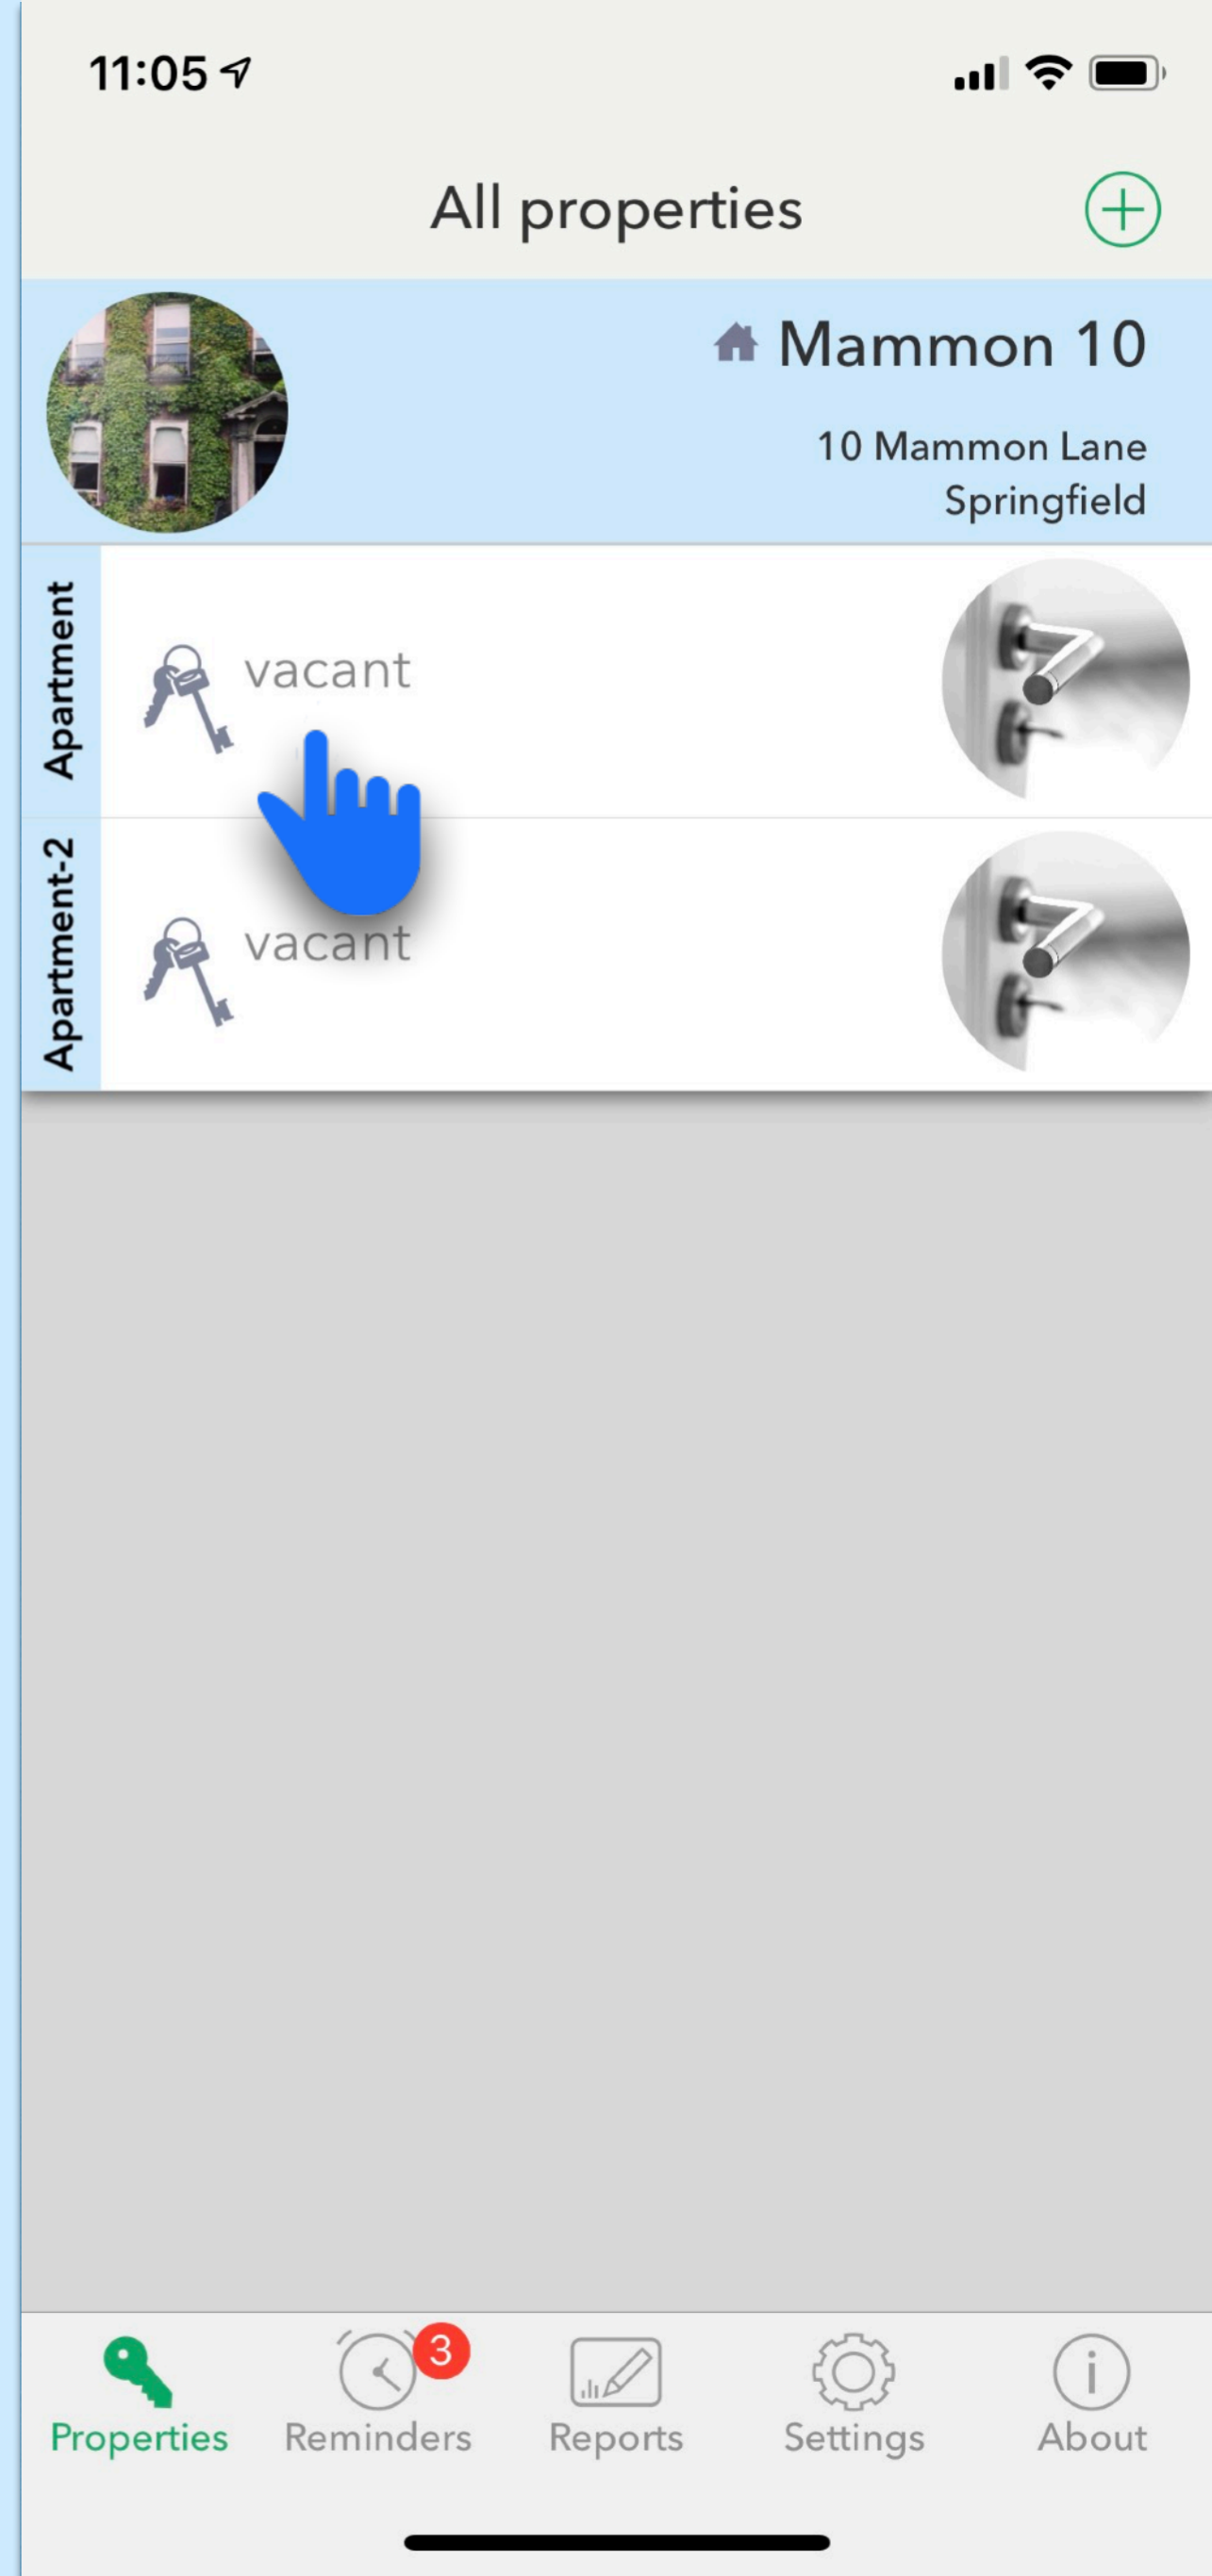 11:05
All properties
Mammon 10
10 Mammon Lane
Springfield
Apartment
vacant
Apartment-2
vacant
3
Properties
Reminders
Reports
Settings
About